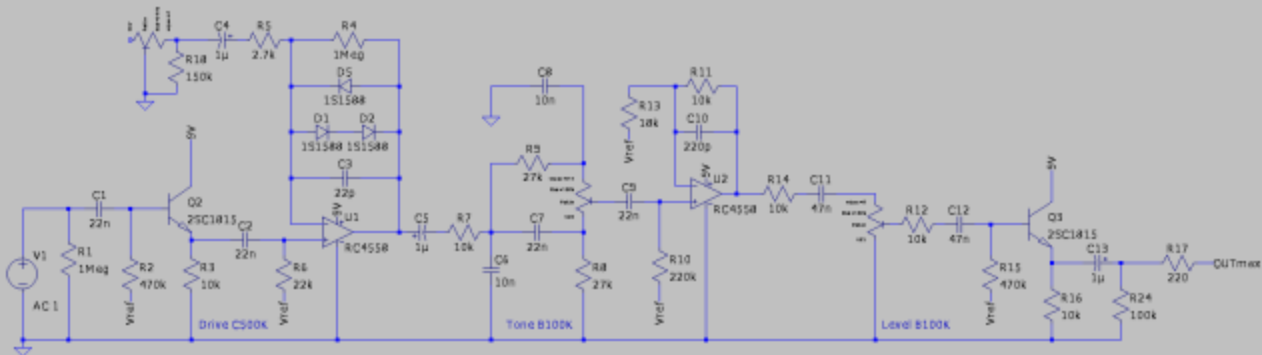 C4
1μ
R5
2.7k
R4
1Meg
R18
150k
D5
1S1588
D1
1S1588
D2
1S1588
C3
22p
C8
10n
R9
27k
R11
10k
R13
10k
Vref
C10
220p
9V
U2
RC4558
9V
Q2
2SC1815
9V
U1
RC4558
C1
22n
V1
AC 1
R1
1Meg
R2
470k
Vref
R3
10k
C2
22n
R6
22k
Vref
C5
1μ
R7
10k
C6
10n
C7
22n
R8
27k
C9
22n
R10
220k
Vref
R14
10k
C11
47n
R12
10k
C12
47n
R15
470k
Vref
9V
Q3
2SC1815
C13
1μ
R16
10k
R24
100k
R17
220
OUTmax
Drive C500K
Tone B100K
Level B100K